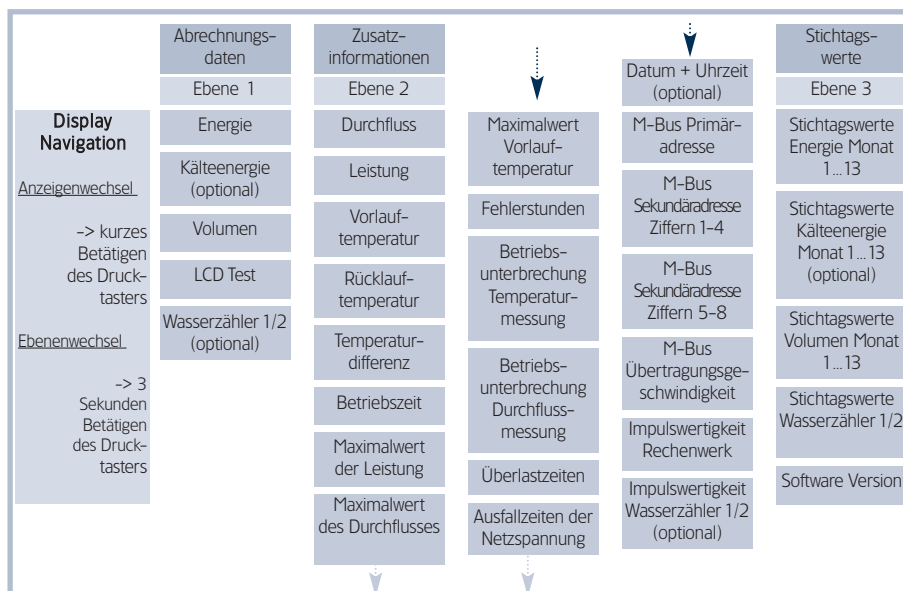 Display
Navigation
Anzeigenwechsel
-> kurzes
Betätigen
des Druck-
tasters
Ebenenwechsel
-> 3
Sekunden
Betätigen
des Druck-
tasters
Abrechnungs-
daten
Ebene 1
Energie
Kälteenergie
(optional)
Volumen
LCD Test
Wasserzähler 1/2
(optional)
Zusatz-
informationen
Ebene 2
Durchfluss
Leistung
Vorlauf-
temperatur
Rücklauf-
temperatur
Temperatur-
differenz
Betriebszeit
Maximalwert
der Leistung
Maximalwert
des Durchflusses
Maximalwert
Vorlauf-
temperatur
Fehlerstunden
Betriebs-
unterbrechung
Temperatur-
messung
Betriebs-
unterbrechung
Durchfluss-
messung
Überlastzeiten
Ausfallzeiten der
Netzspannung
Datum + Uhrzeit
(optional)
M-Bus Primär-
adresse
M-Bus
Sekundäradresse
Ziffern 1-4
M-Bus
Sekundäradresse
Ziffern 5-8
M-Bus
Übertragungsge-
schwindigkeit
Impulswertigkeit
Rechenwerk
Impulswertigkeit
Wasserzähler 1/2
(optional)
Stichtags-
werte
Ebene 3
Stichtagswerte
Energie Monat
1...13
Stichtagswerte
Kälteenergie
Monat 1...13
(optional)
Stichtagswerte
Volumen Monat
1...13
Stichtagswerte
Wasserzähler 1/2
Software Version